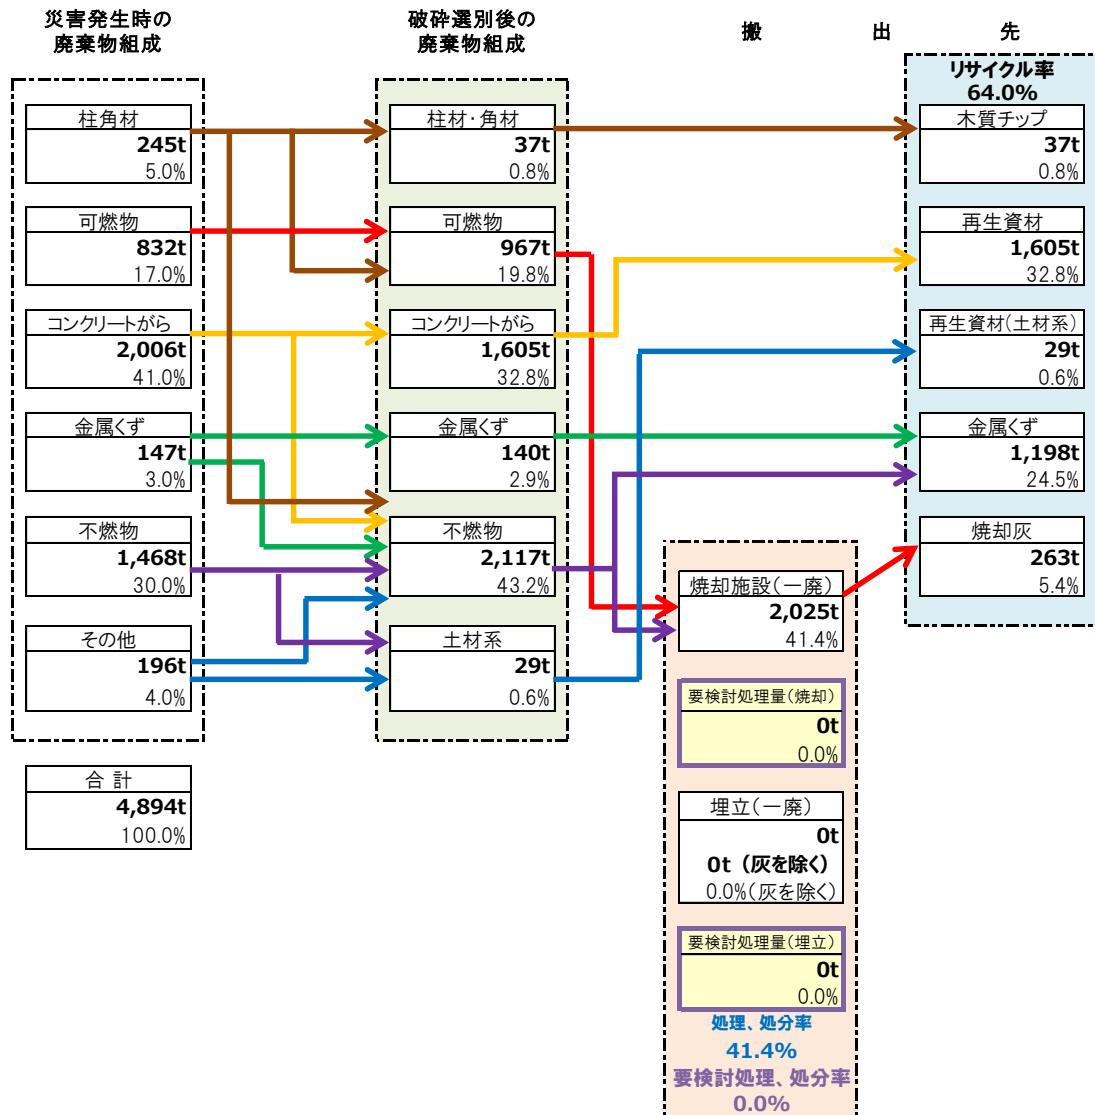 災害発生時の
廃棄物組成
破砕選別後の
廃棄物組成
搬 出 先
柱角材
245t
5.0%
可燃物
832t
17.0%
コンクリートがら
2,006t
41.0%
金属くず
147t
3.0%
不燃物
1,468t
30.0%
その他
196t
4.0%
合 計
4,894t
100.0%
柱材・角材
37t
0.8%
可燃物
967t
19.8%
コンクリートがら
1,605t
32.8%
金属くず
140t
2.9%
不燃物
2,117t
43.2%
土材系
29t
0.6%
焼却施設（一廃）
2,025t
41.4%
要検討処理量（焼却）
0t
0.0%
埋立（一廃）
0t
0t（灰を除く）
0.0%（灰を除く）
要検討処理量（埋立）
0t
0.0%
処理、処分率
41.4%
要検討処理、処分率
0.0%
リサイクル率
64.0%
木質チップ
37t
0.8%
再生資材
1,605t
32.8%
再生資材（土材系）
29t
0.6%
金属くず
1,198t
24.5%
焼却灰
263t
5.4%